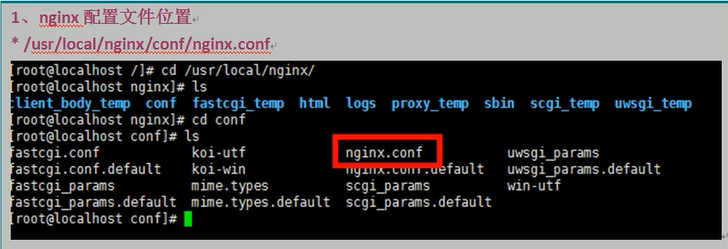 1、nginx 配置文件位置
* /usr/local/nginx/conf/nginx.conf
[root@localhost /]# cd /usr/local/nginx/
[root@localhost nginx]# ls
client_body_temp conf fastcgi_temp html logs proxy_temp sbin scgi_temp uwsgi_temp
[root@localhost nginx]# cd conf
[root@localhost conf]# ls
fastcgi.conf koi-utf nginx.conf uwsgi_params
fastcgi.conf.default koi-win nginx.conf.default uwsgi_params.default
fastcgi_params mime.types scgi_params win-utf
fastcgi_params.default mime.types.default scgi_params.default
[root@localhost conf]#